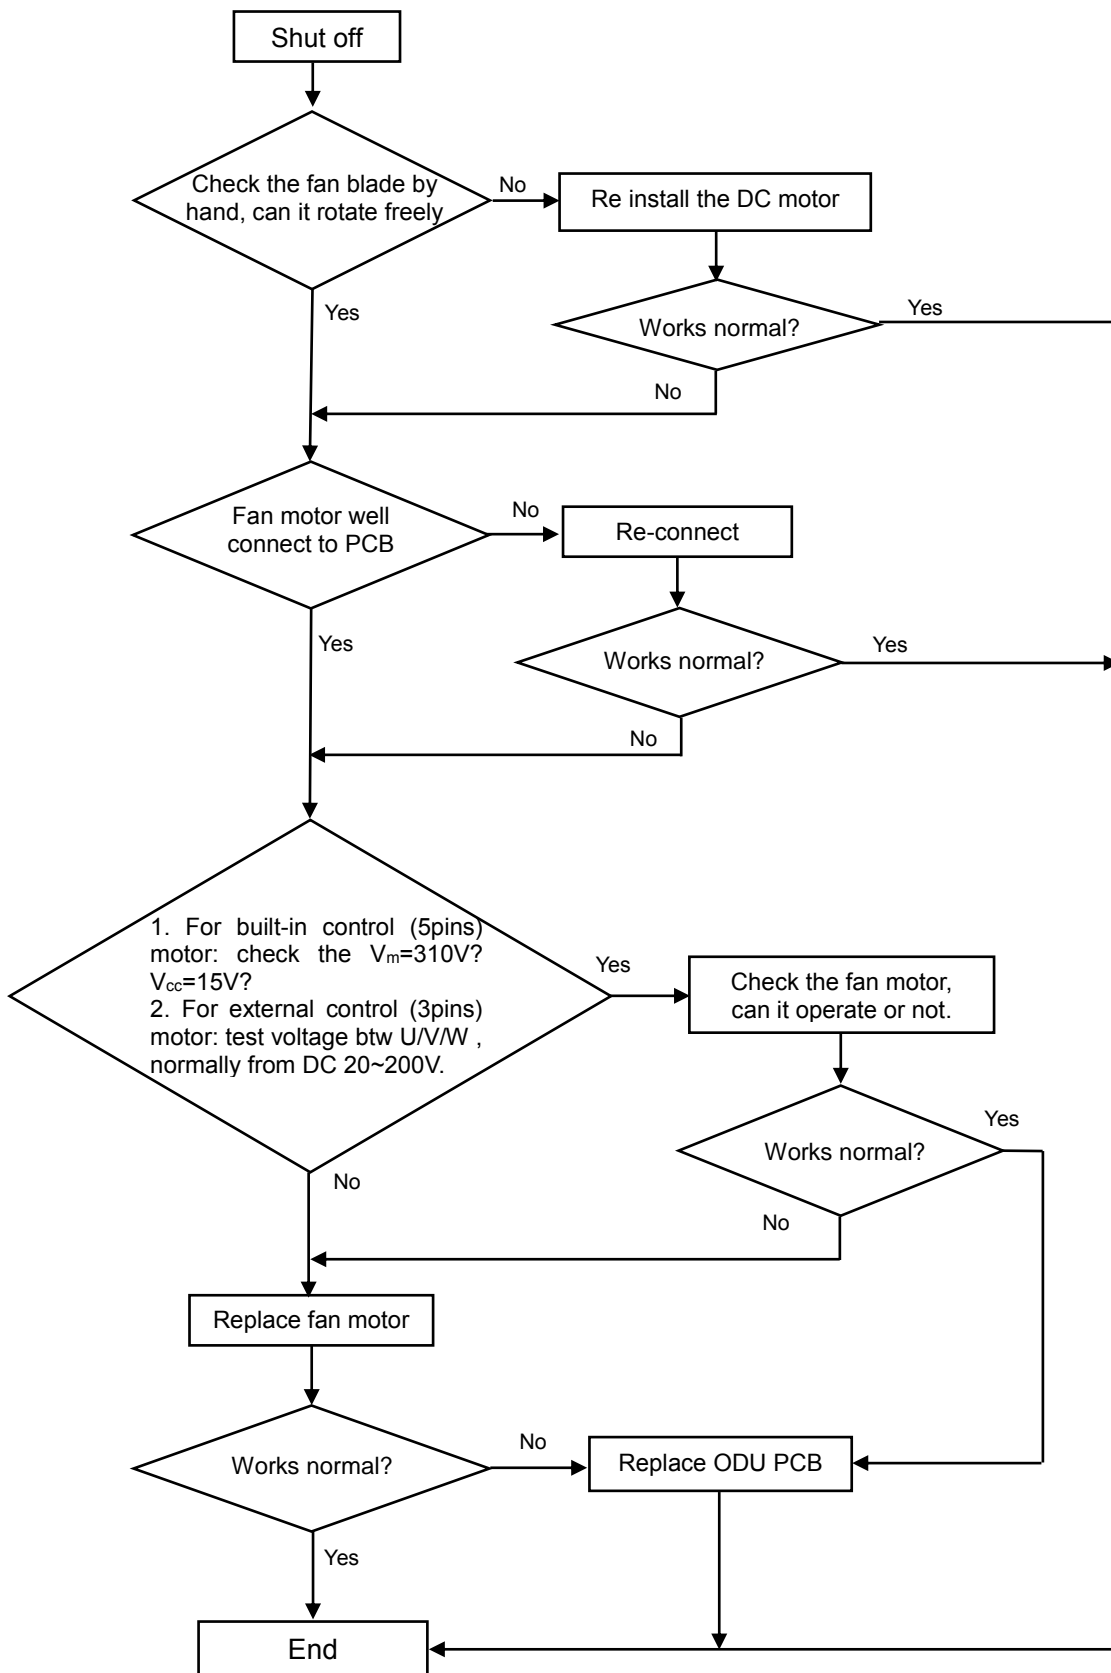 Shut off
Check the fan blade by
hand, can it rotate freely
No
Re install the DC motor
Yes
Works normal?
Yes
No
Fan motor well
connect to PCB
No
Re-connect
Yes
Works normal?
Yes
No
1. For built-in control (5pins)
motor: check the Vm=310V?
Vcc=15V?
2. For external control (3pins)
motor: test voltage btw U/V/W ,
normally from DC 20~200V.
Yes
Check the fan motor,
can it operate or not.
Works normal?
Yes
No
No
Replace fan motor
Works normal?
No
Replace ODU PCB
Yes
End